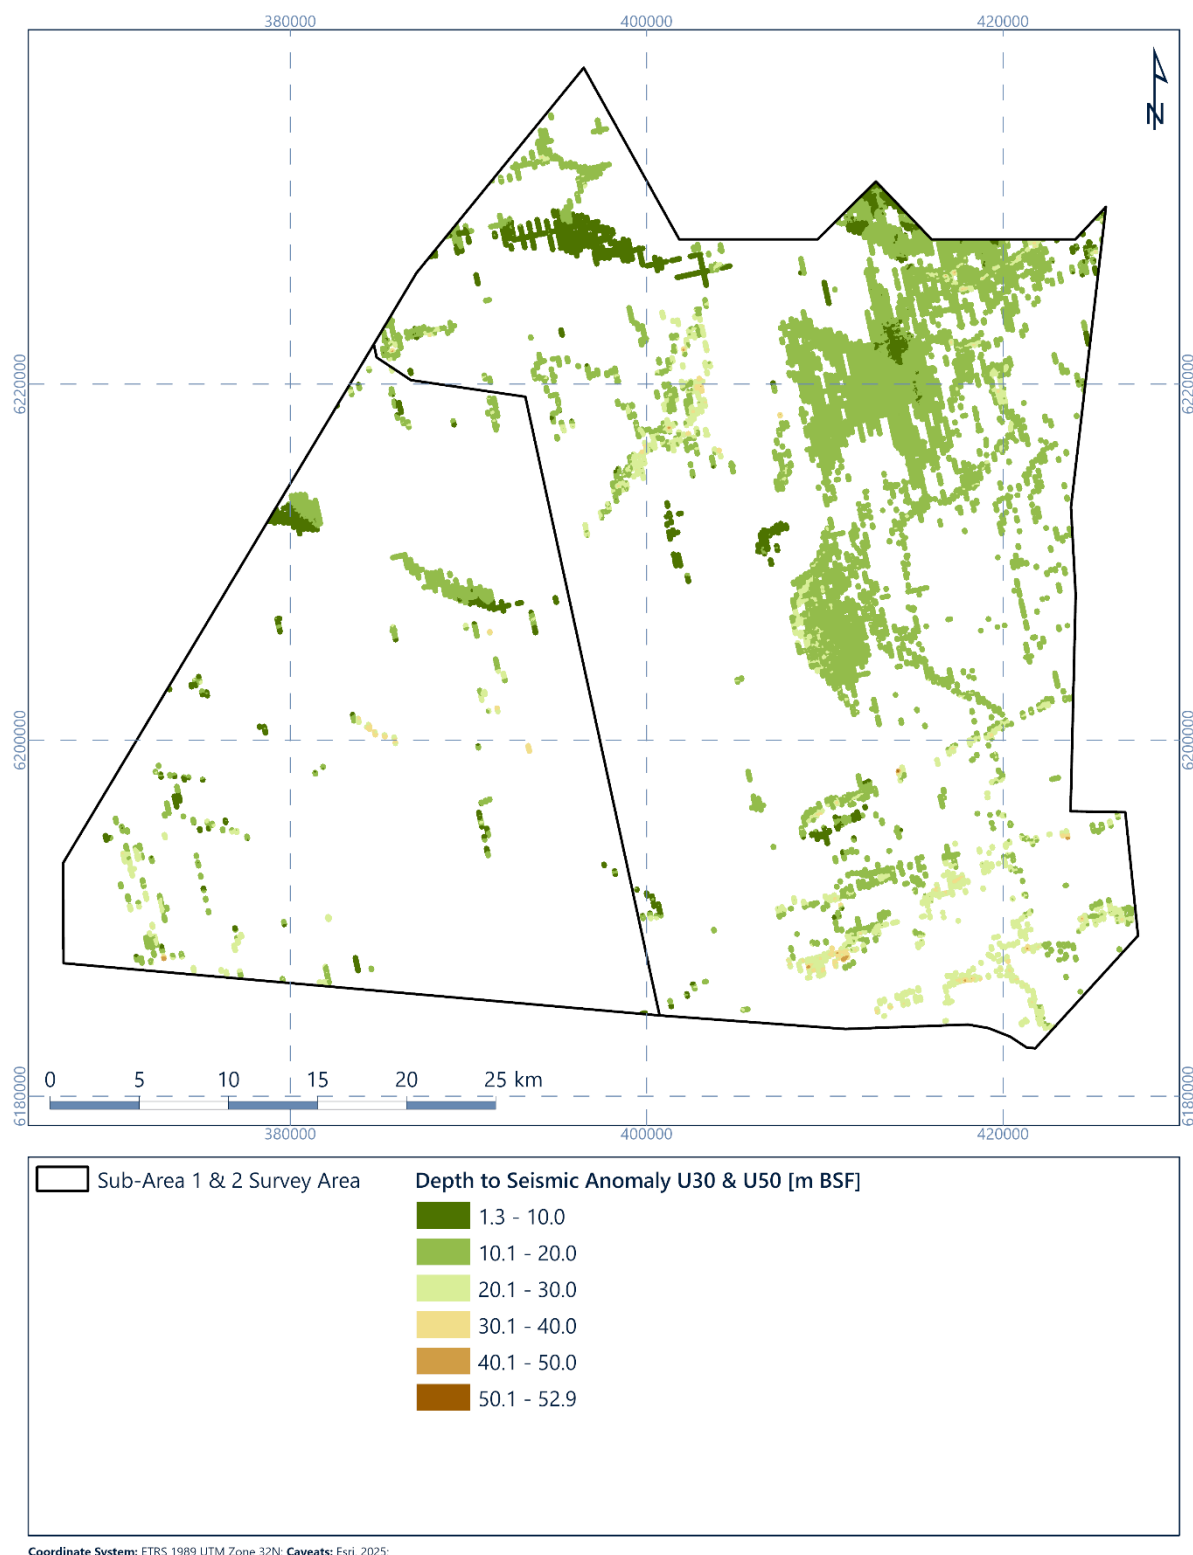 380000 400000 420000
N
6220000 6220000
6200000 6200000
0 5 10 15 20 25 km
6180000 6180000
380000 400000 420000
Sub-Area 1 & 2 Survey Area
Depth to Seismic Anomaly U30 & U50 [m BSF]
1.3 - 10.0
10.1 - 20.0
20.1 - 30.0
30.1 - 40.0
40.1 - 50.0
50.1 - 52.9
Coordinate System: ETRS 1989 UTM Zone 32N; Caveats: Esri, 2025;